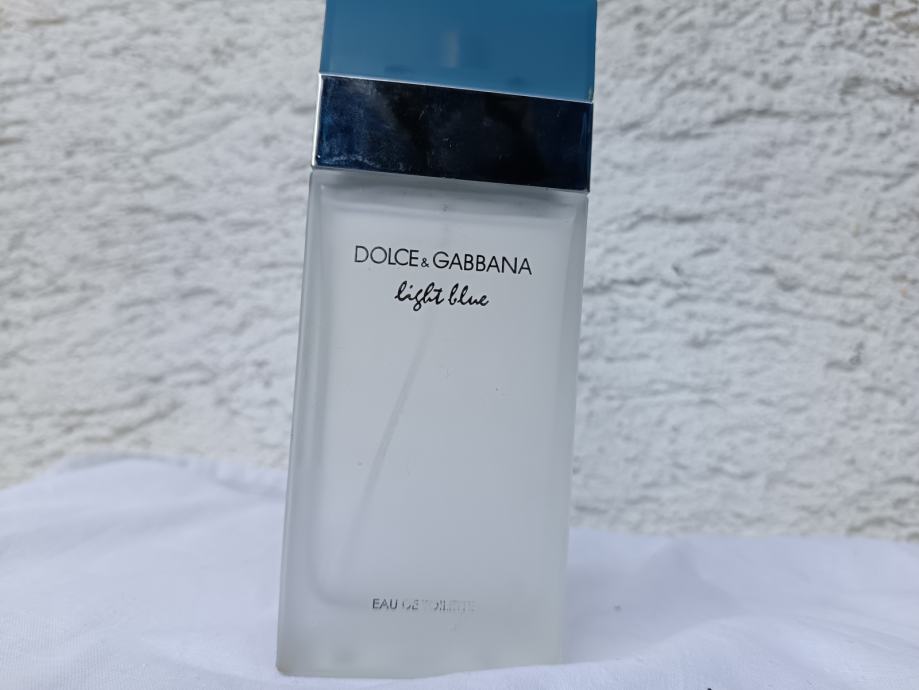 DOLCE & GABBANA
light blue
EAU DE TOILETTE